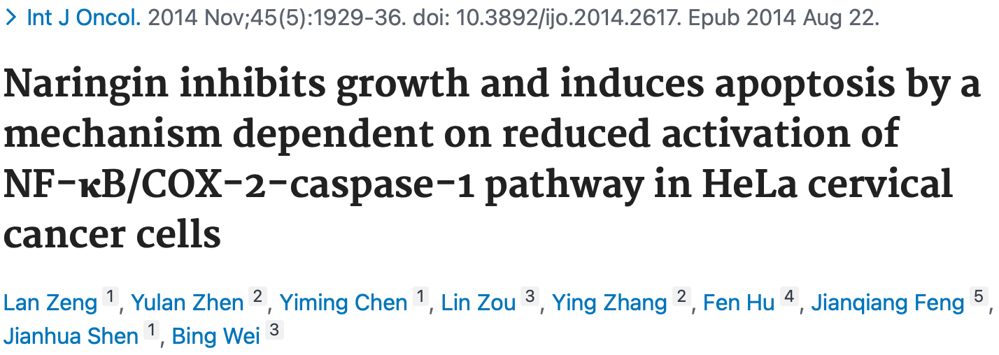 > Int J Oncol. 2014 Nov;45(5):1929-36. doi: 10.3892/ijo.2014.2617. Epub 2014 Aug 22.
Naringin inhibits growth and induces apoptosis by a
mechanism dependent on reduced activation of
NF-κB/COX-2-caspase-1 pathway in HeLa cervical
cancer cells
Lan Zeng 1, Yulan Zhen 2, Yiming Chen 1, Lin Zou 3, Ying Zhang 2, Fen Hu 4, Jianqiang Feng 5,
Jianhua Shen 1, Bing Wei 3